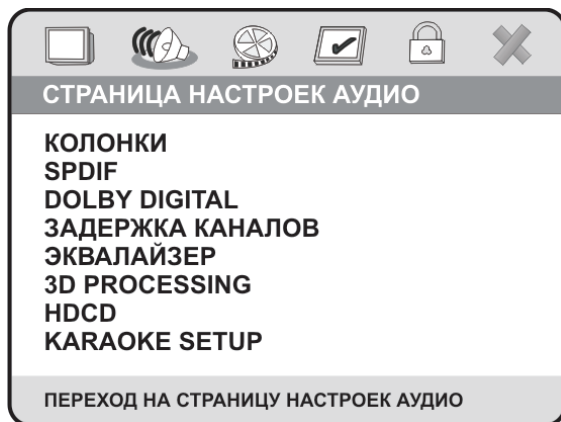 СТРАНИЦА НАСТРОЕК АУДИО
КОЛОНКИ
SPDIF
DOLBY DIGITAL
ЗАДЕРЖКА КАНАЛОВ
ЭКВАЛАЙЗЕР
3D PROCESSING
HDCD
KARAOKE SETUP
ПЕРЕХОД НА СТРАНИЦУ НАСТРОЕК АУДИО